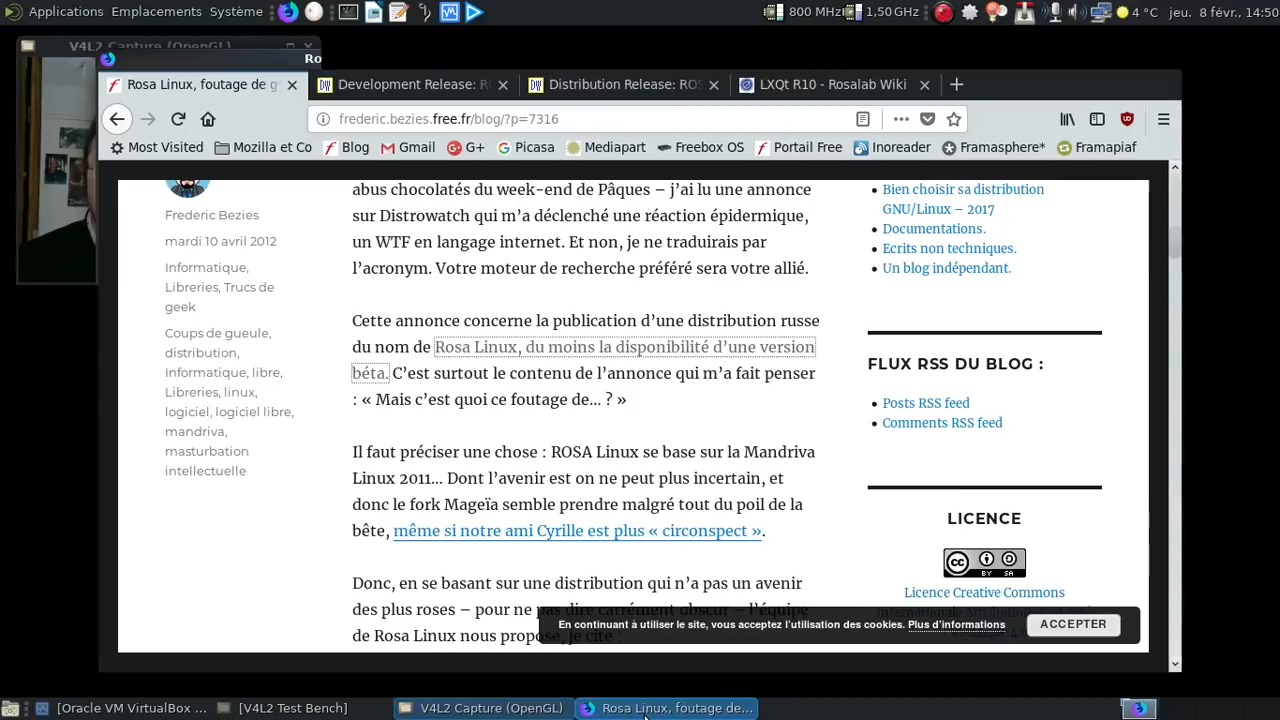 Applications Emplacements Système 800 MHz 1,50 GHz 4 °C jeu. 8 févr., 14:50
V4L2 Capture (OpenGL)
Ro
Rosa Linux, foutage de g
Development Release: R
Distribution Release: ROS
LXQt R10 - Rosalab Wiki
frederic.bezies.free.fr/blog/?p=7316
Most Visited Mozilla et Co Blog Gmail G+ Picasa Mediapart Freebox OS Portail Free Inoreader Framasphere* Framapiaf
Frederic Bezies
mardi 10 avril 2012
Informatique,
Libreries, Trucs de
geek
Coups de gueule,
distribution,
Informatique, libre,
Libreries, linux,
logiciel, logiciel libre,
mandriva,
masturbation
intellectuelle
abus chocolatés du week-end de Pâques – j’ai lu une annonce
sur Distrowatch qui m’a déclenché une réaction épidermique,
un WTF en langage internet. Et non, je ne traduirais par
l’acronym. Votre moteur de recherche préféré sera votre allié.
Cette annonce concerne la publication d’une distribution russe
du nom de Rosa Linux, du moins la disponibilité d’une version
béta. C’est surtout le contenu de l’annonce qui m’a fait penser
: « Mais c’est quoi ce foutage de… ? »
Il faut préciser une chose : ROSA Linux se base sur la Mandriva
Linux 2011… Dont l’avenir est on ne peut plus incertain, et
donc le fork Mageïa semble prendre malgré tout du poil de la
bête, même si notre ami Cyrille est plus « circonspect ».
Donc, en se basant sur une distribution qui n’a pas un avenir
des plus roses – pour ne pas dire carrément obscur – l’équipe
de Rosa Linux nous propose, je cite :
Bien choisir sa distribution
GNU/Linux – 2017
Documentations.
Ecrits non techniques.
Un blog indépendant.
FLUX RSS DU BLOG :
Posts RSS feed
Comments RSS feed
LICENCE
cc BY SA
Licence Creative Commons
En continuant à utiliser le site, vous acceptez l’utilisation des cookies. Plus d’informations
ACCEPTER
[Oracle VM VirtualBox ...
[V4L2 Test Bench]
V4L2 Capture (OpenGL)
Rosa Linux, foutage de...